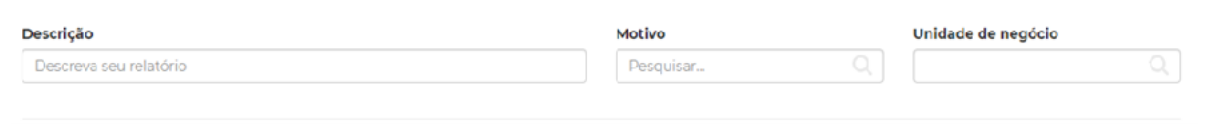 Descrição Motivo Unidade de negócio
Descreva seu relatório Pesquisar...